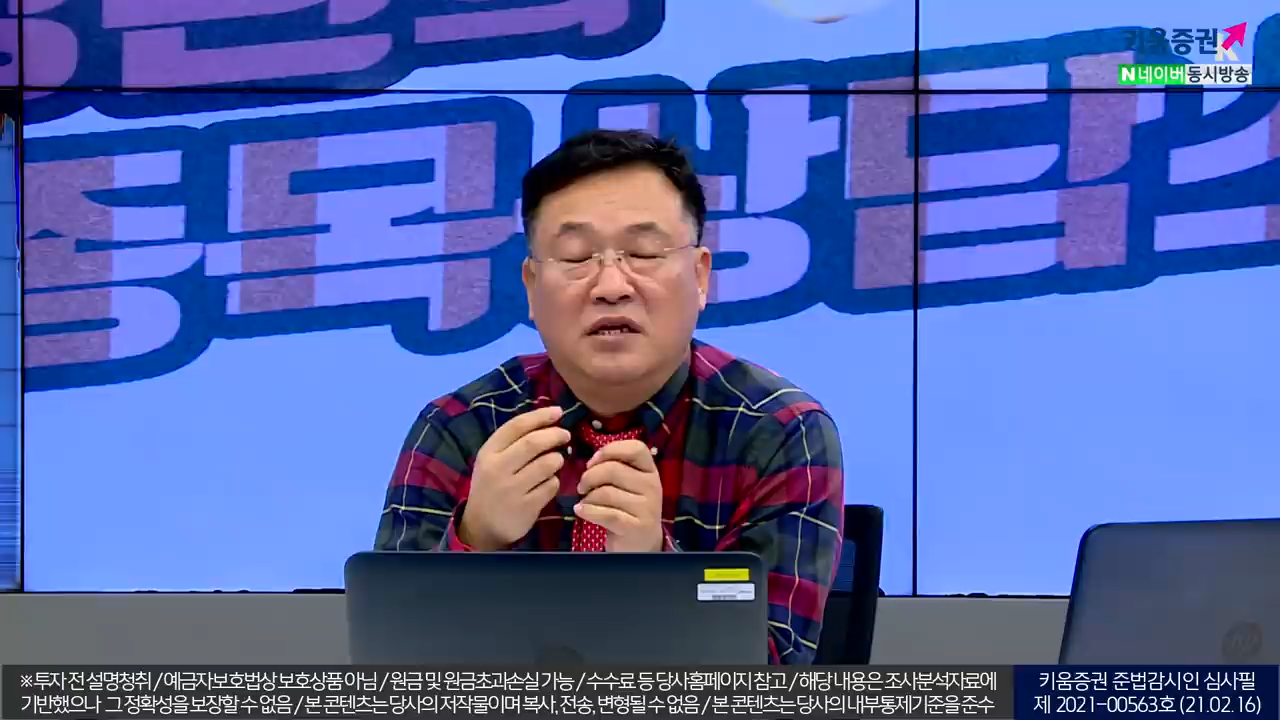 종목상담소
키움증권
N 네이버 동시방송
※ 투자 전 설명청취 / 예금자보호법상 보호상품 아님 / 원금 및 원금초과손실 가능 / 수수료 등 당사홈페이지 참고 / 해당 내용은 조사분석자료에
기반했으나 그 정확성을 보장할 수 없음 / 본 콘텐츠는 당사의 저작물이며 복사, 전송, 변형될 수 없음 / 본 콘텐츠는 당사의 내부통제기준을 준수
키움증권 준법감시인 심사필
제 2021-00563호 (21.02.16)